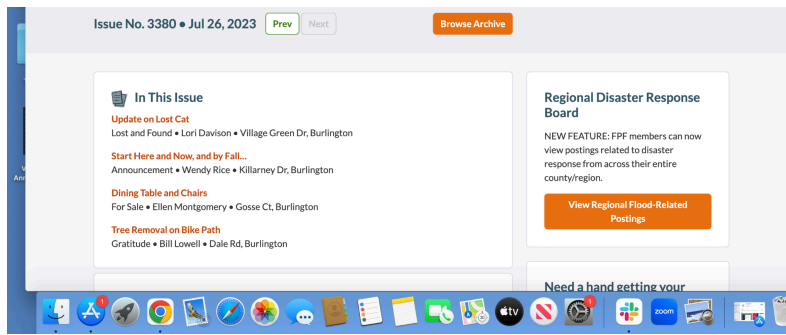 Issue No. 3380 • Jul 26, 2023 Prev Next Browse Archive
In This Issue
Update on Lost Cat
Lost and Found • Lori Davison • Village Green Dr, Burlington
Start Here and Now, and by Fall...
Announcement • Wendy Rice • Killarney Dr, Burlington
Dining Table and Chairs
For Sale • Ellen Montgomery • Gosse Ct, Burlington
Tree Removal on Bike Path
Gratitude • Bill Lowell • Dale Rd, Burlington
Regional Disaster Response
Board
NEW FEATURE: FPF members can now
view postings related to disaster
response from across their entire
county/region.
View Regional Flood-Related
Postings
Need a hand getting your
1
tv
1
zoom